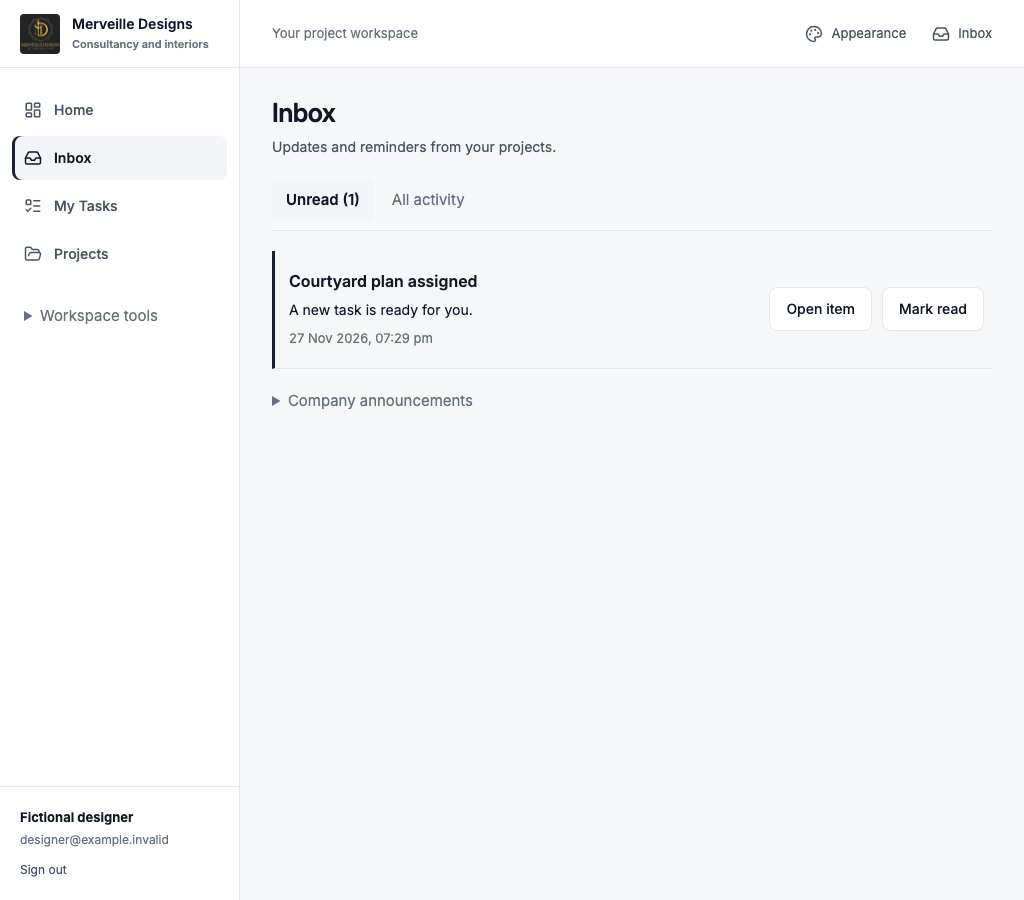 Merveille Designs
Consultancy and interiors
Your project workspace
Appearance
Inbox
Home
Inbox
My Tasks
Projects
Workspace tools
Inbox
Updates and reminders from your projects.
Unread (1)
All activity
Courtyard plan assigned
A new task is ready for you.
27 Nov 2026, 07:29 pm
Open item
Mark read
Company announcements
Fictional designer
designer@example.invalid
Sign out